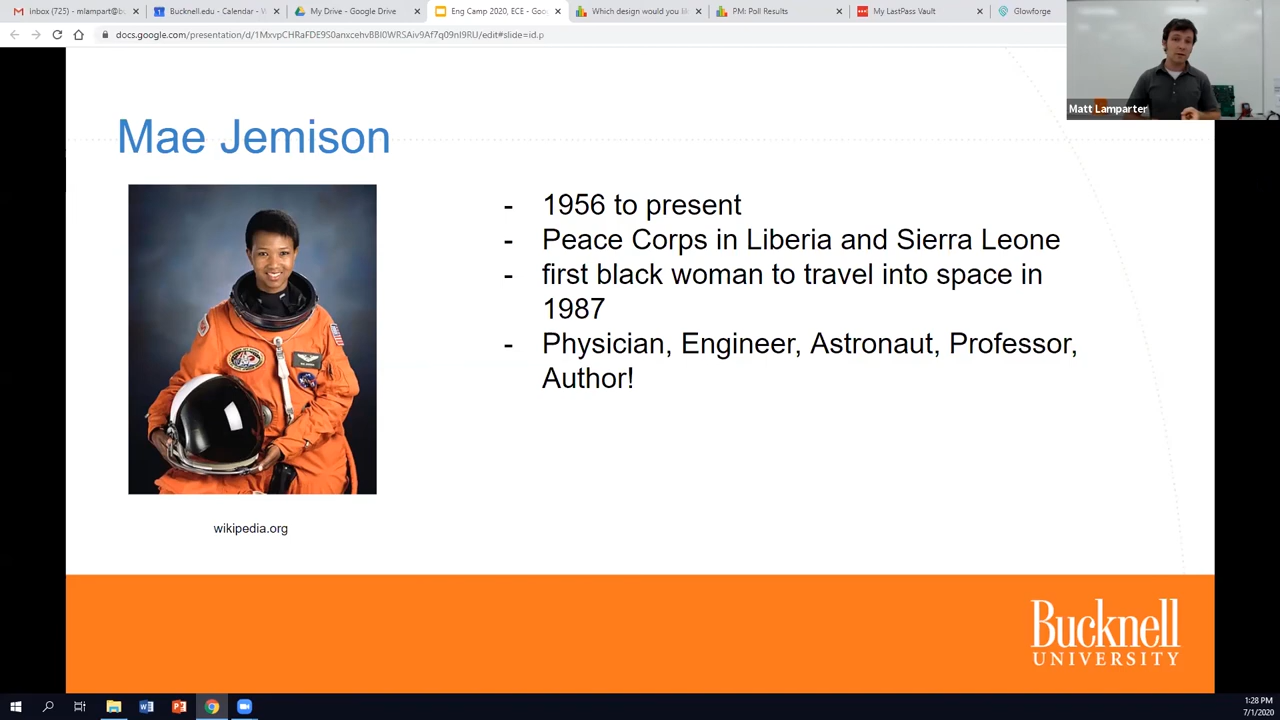 Inbox (725) - mlampart@b
Bucknell.edu - Calendar - W
My Drive - Google Drive
Eng Camp 2020, ECE - Goo
Which design would you li
PM: Poll Results
My LastPass Vault
Glowforge
docs.google.com/presentation/d/1MxvpCHRaFDE9S0anxcehvBBI0WRSAiv9Af7q09nI9RU/edit#slide=id.p
Matt Lamparter
Mae Jemison
- 1956 to present
- Peace Corps in Liberia and Sierra Leone
- first black woman to travel into space in
1987
- Physician, Engineer, Astronaut, Professor,
Author!
wikipedia.org
Bucknell
UNIVERSITY
1:28 PM
7/1/2020